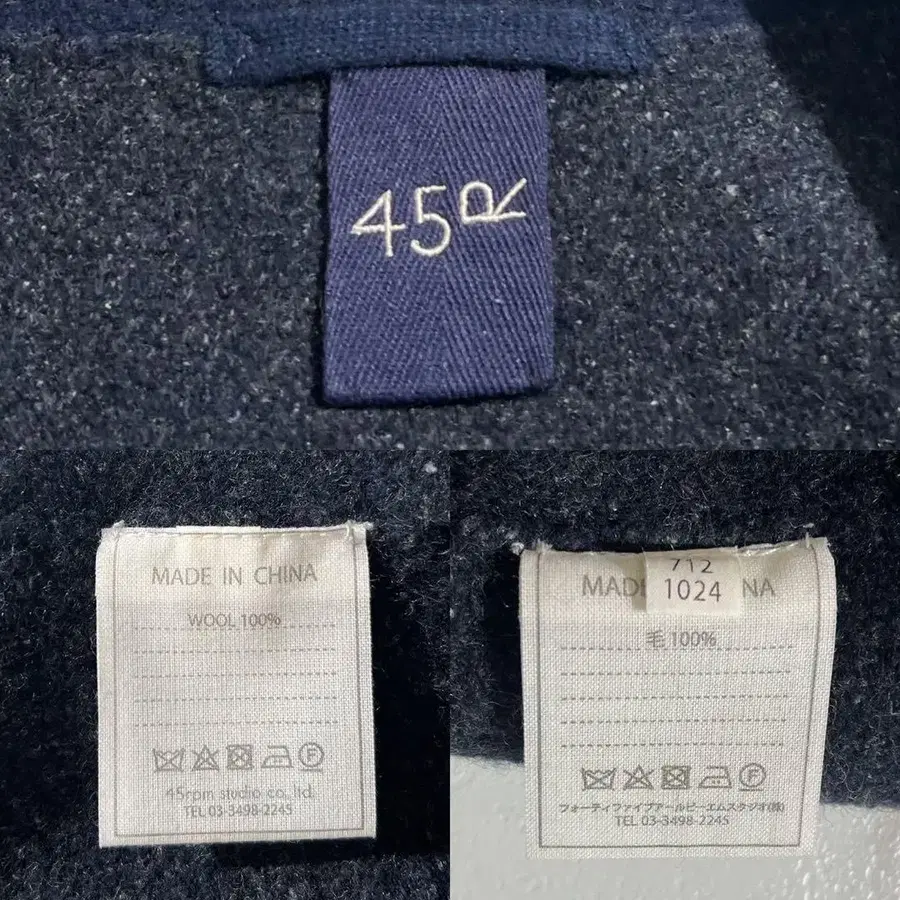 45R
MADE IN CHINA
WOOL 100%
45rpm studio co., ltd.
TEL 03-3498-2245
712
1024
MAD NA
毛 100%
F
フォーティファイブアールピーエムスタジオ(株)
TEL 03-3498-2245